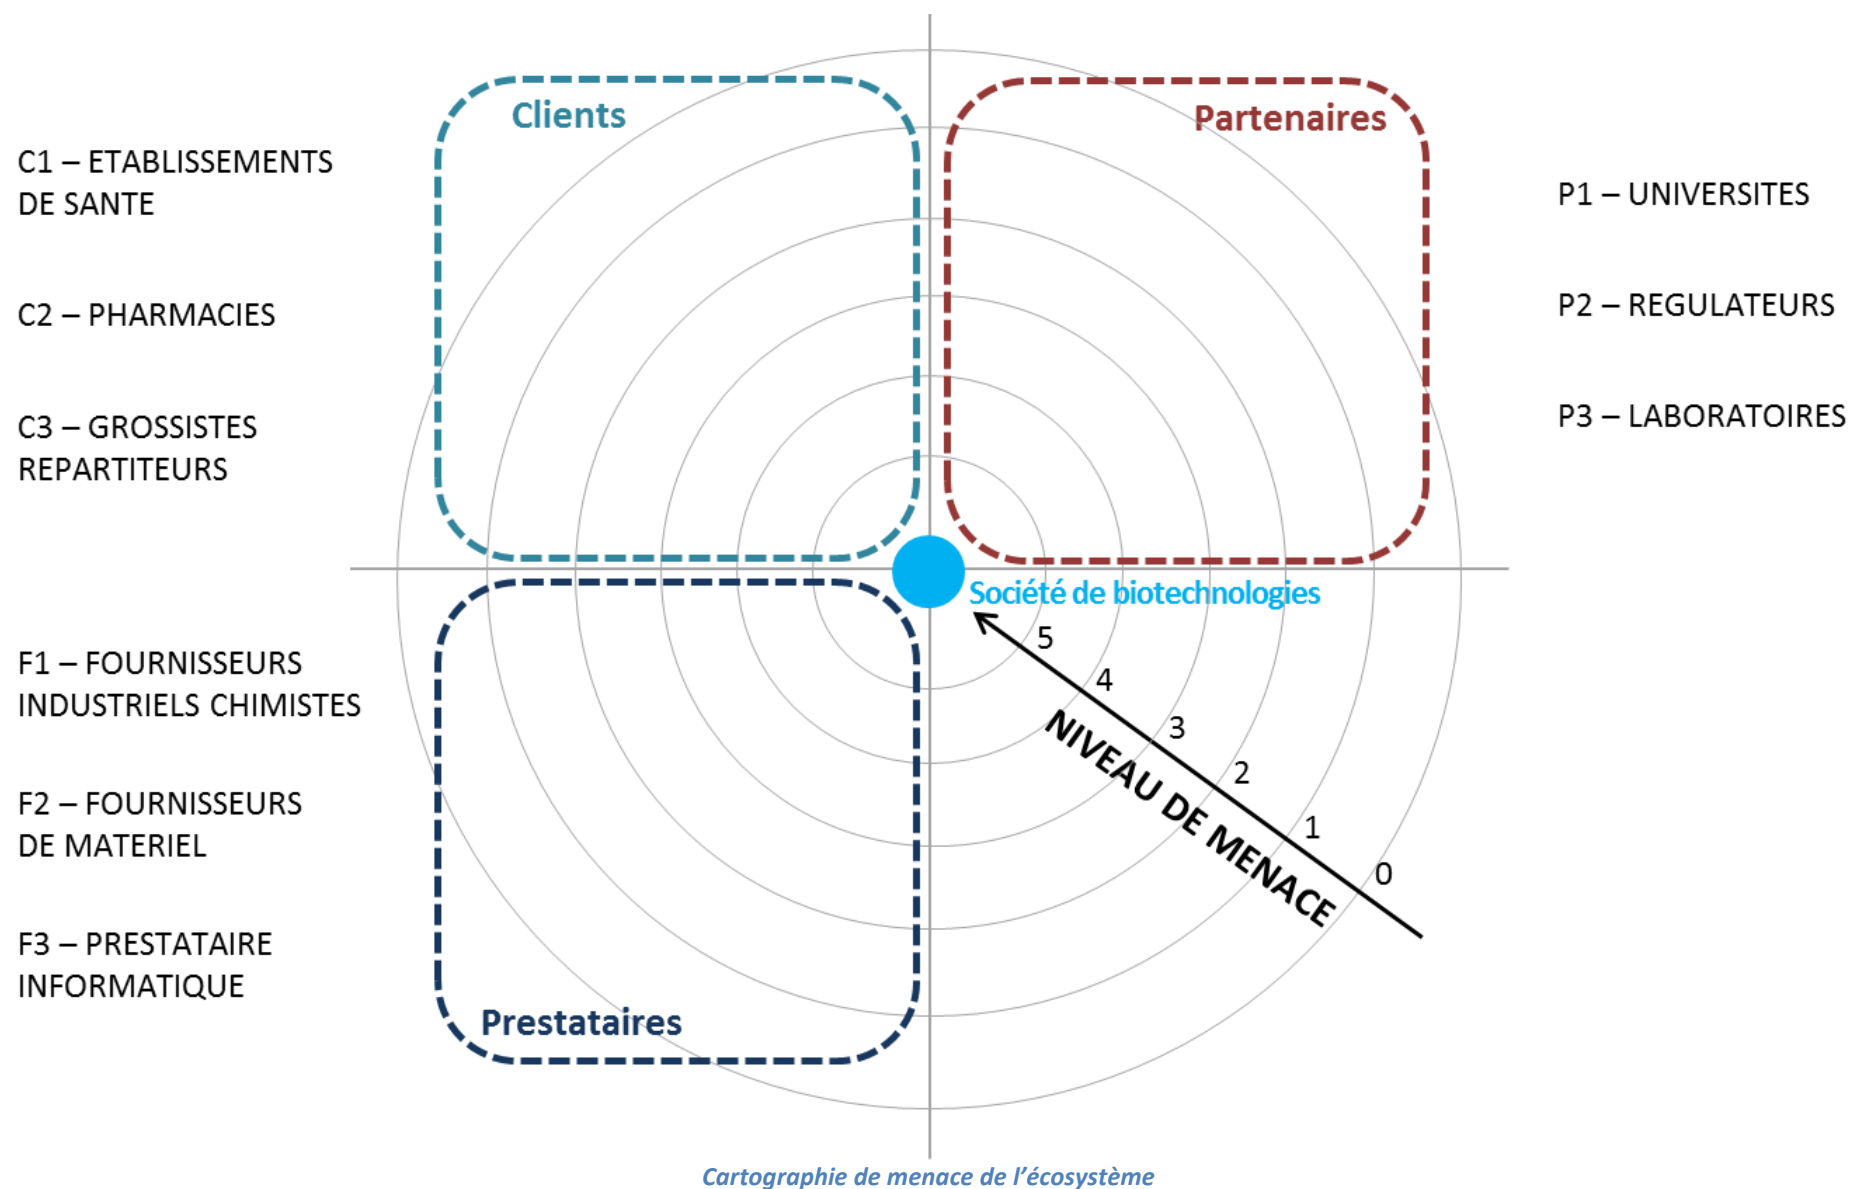 Clients
Partenaires
C1 – ETABLISSEMENTS
DE SANTE
C2 – PHARMACIES
C3 – GROSSISTES
REPARTITEURS
P1 – UNIVERSITES
P2 – REGULATEURS
P3 – LABORATOIRES
Société de biotechnologies
5
4
3
2
1
0
NIVEAU DE MENACE
F1 – FOURNISSEURS
INDUSTRIELS CHIMISTES
F2 – FOURNISSEURS
DE MATERIEL
F3 – PRESTATAIRE
INFORMATIQUE
Prestataires
Cartographie de menace de l’écosystème